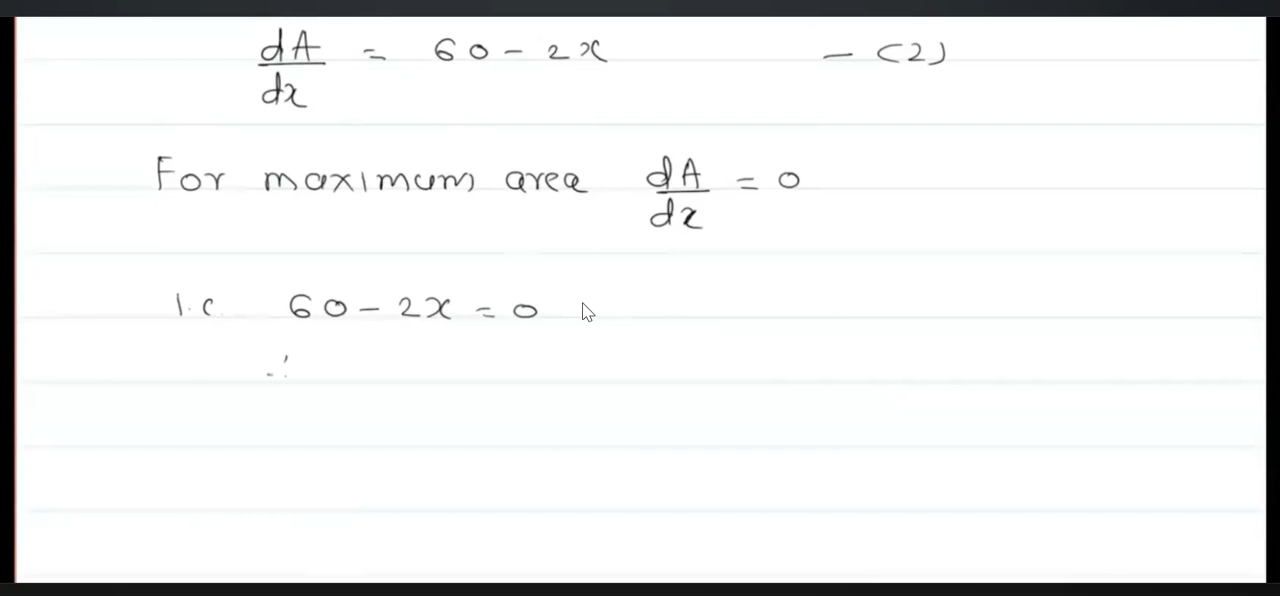 dA/dx = 60 - 2x — (2)
For maximum area dA/dx = 0
i.e. 60 - 2x = 0
∴